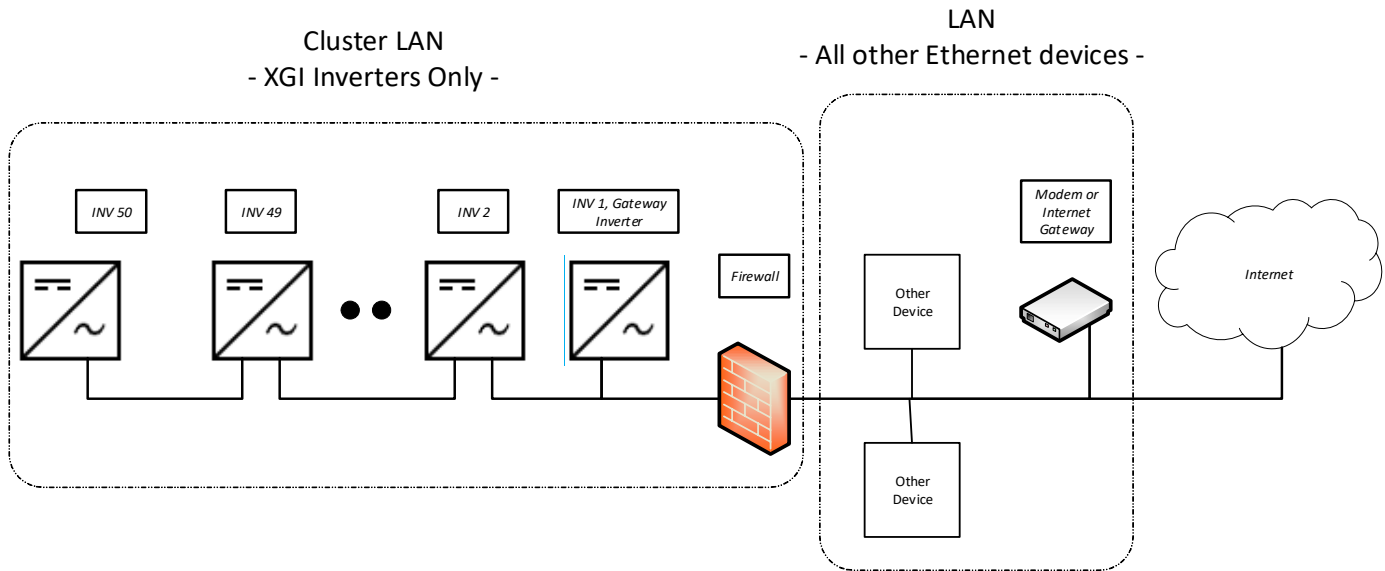 Cluster LAN
- XGI Inverters Only -
LAN
- All other Ethernet devices -
INV 50
INV 49
INV 2
INV 1, Gateway
Inverter
Firewall
Other
Device
Modem or
Internet
Gateway
Internet
Other
Device